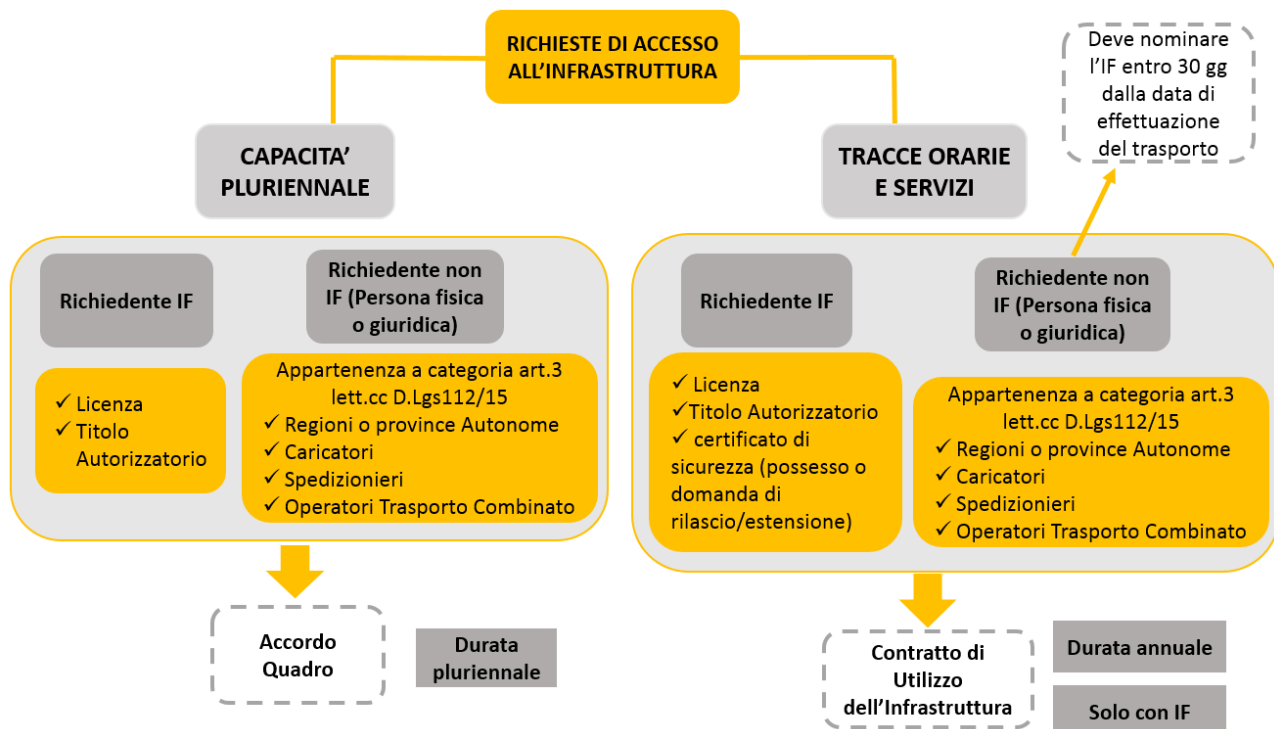 RICHIESTE DI ACCESSO
ALL'INFRASTRUTTURA
Deve nominare
l'IF entro 30 gg
dalla data di
effettuazione
del trasporto
CAPACITA'
PLURIENNALE
TRACCE ORARIE
E SERVIZI
Richiedente IF
Richiedente non
IF (Persona fisica
o giuridica)
✓ Licenza
✓ Titolo
Autorizzatorio
Appartenenza a categoria art.3
lett.cc D.Lgs112/15
✓ Regioni o province Autonome
✓ Caricatori
✓ Spedizionieri
✓ Operatori Trasporto Combinato
Richiedente IF
Richiedente non
IF (Persona fisica
o giuridica)
✓ Licenza
✓Titolo Autorizzatorio
✓ certificato di
sicurezza (possesso o
domanda di
rilascio/estensione)
Appartenenza a categoria art.3
lett.cc D.Lgs112/15
✓ Regioni o province Autonome
✓ Caricatori
✓ Spedizionieri
✓ Operatori Trasporto Combinato
Accordo
Quadro
Durata
pluriennale
Contratto di
Utilizzo
dell'Infrastruttura
Durata annuale
Solo con IF